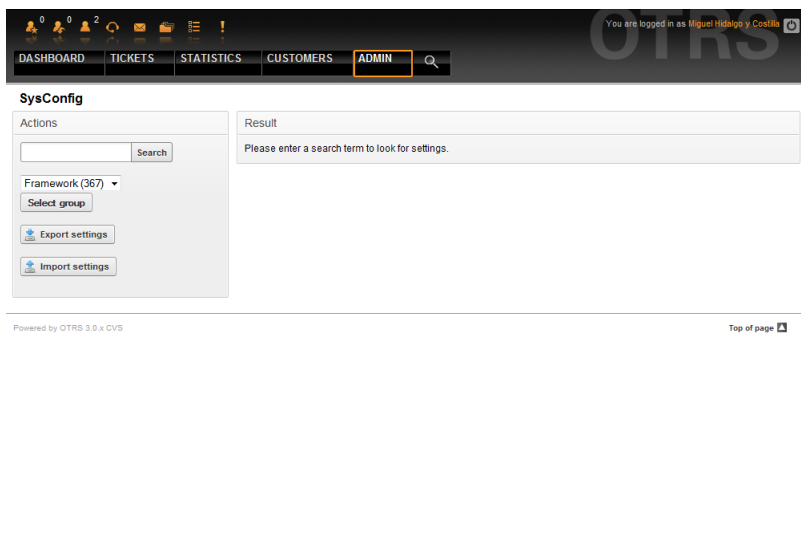 0 0 2
You are logged in as Miguel Hidalgo y Costilla
OTRS
DASHBOARD TICKETS STATISTICS CUSTOMERS ADMIN
SysConfig
Actions
Search
Framework (367)
Select group
Export settings
Import settings
Result
Please enter a search term to look for settings.
Powered by OTRS 3.0.x CVS
Top of page